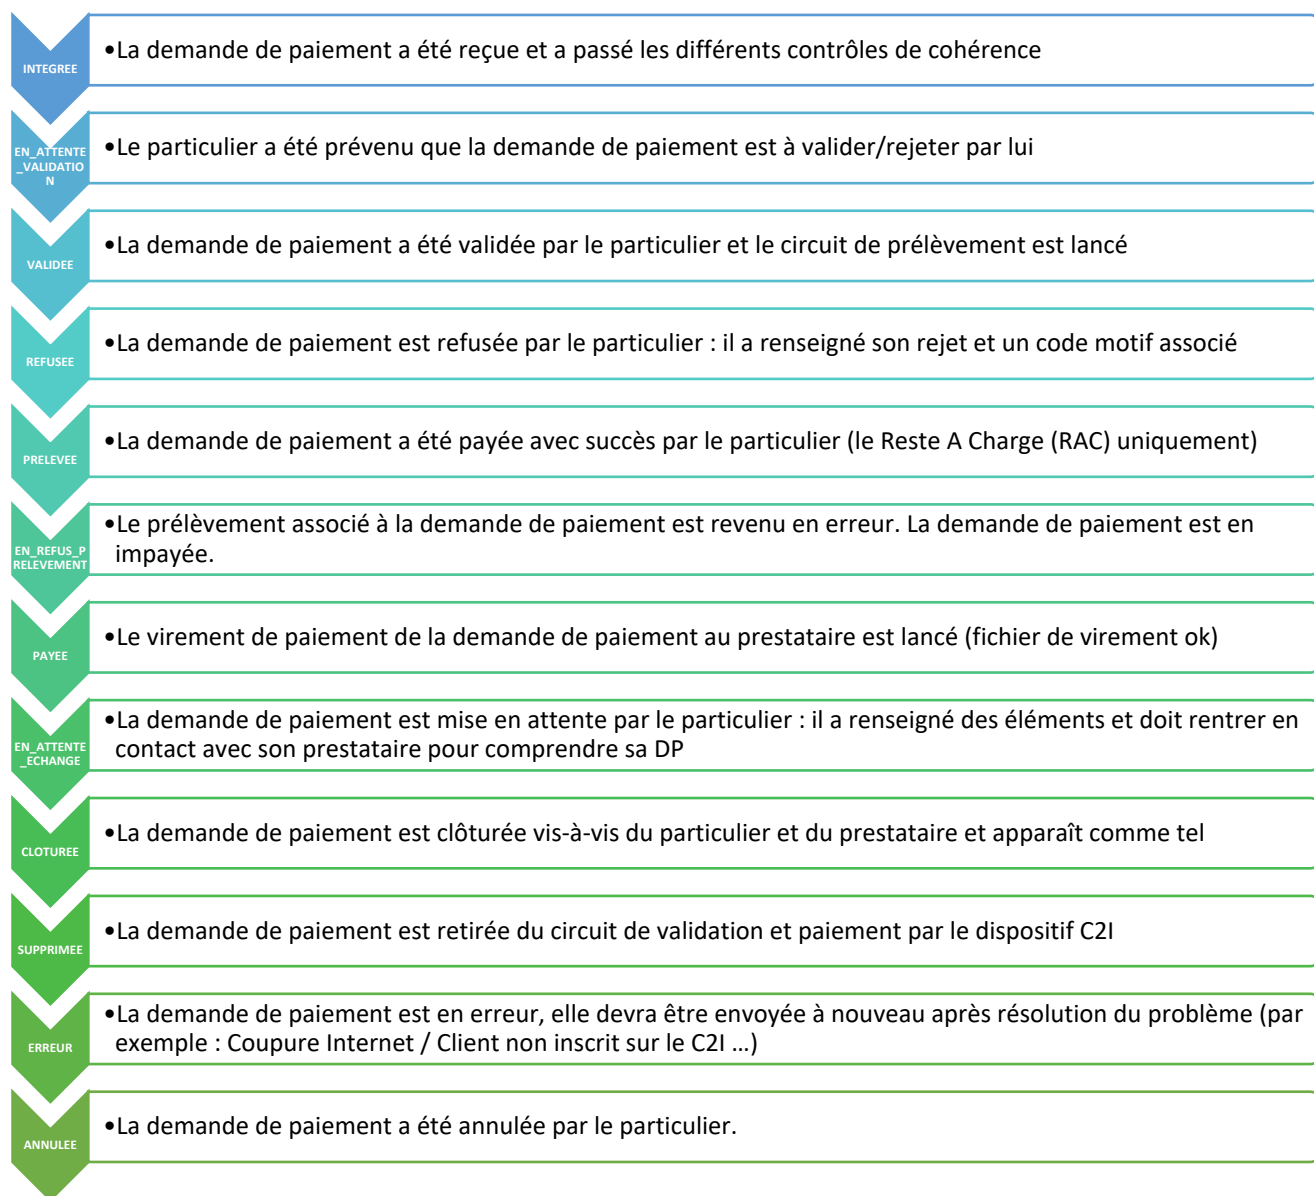 INTEGREE
•La demande de paiement a été reçue et a passé les différents contrôles de cohérence
EN_ATTENTE
_VALIDATIO
N
•Le particulier a été prévenu que la demande de paiement est à valider/rejeter par lui
VALIDEE
•La demande de paiement a été validée par le particulier et le circuit de prélèvement est lancé
REFUSEE
•La demande de paiement est refusée par le particulier : il a renseigné son rejet et un code motif associé
PRELEVEE
•La demande de paiement a été payée avec succès par le particulier (le Reste A Charge (RAC) uniquement)
EN_REFUS_P
RELEVEMENT
•Le prélèvement associé à la demande de paiement est revenu en erreur. La demande de paiement est en
impayée.
PAYEE
•Le virement de paiement de la demande de paiement au prestataire est lancé (fichier de virement ok)
EN_ATTENTE
_ECHANGE
•La demande de paiement est mise en attente par le particulier : il a renseigné des éléments et doit rentrer en
contact avec son prestataire pour comprendre sa DP
CLOTUREE
•La demande de paiement est clôturée vis-à-vis du particulier et du prestataire et apparaît comme tel
SUPPRIMEE
•La demande de paiement est retirée du circuit de validation et paiement par le dispositif C2I
ERREUR
•La demande de paiement est en erreur, elle devra être envoyée à nouveau après résolution du problème (par
exemple : Coupure Internet / Client non inscrit sur le C2I …)
ANNULEE
•La demande de paiement a été annulée par le particulier.